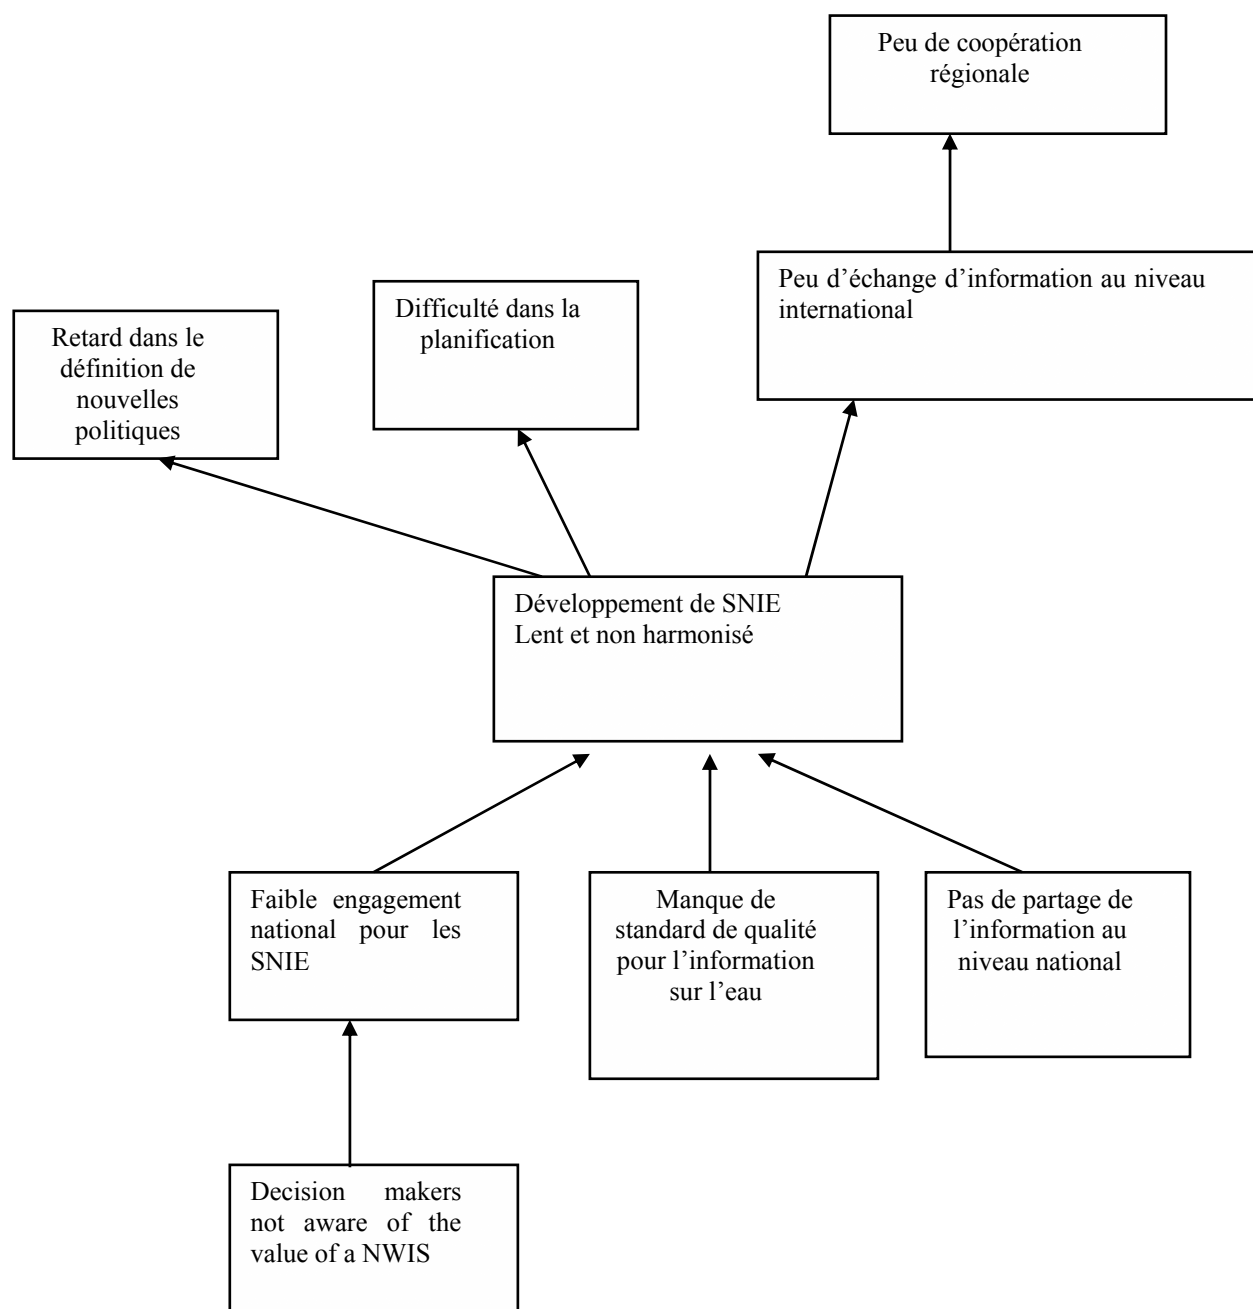 Peu de coopération
régionale
Peu d’échange d’information au niveau
international
Difficulté dans la
planification
Retard dans le
définition de
nouvelles
politiques
Développement de SNIE
Lent et non harmonisé
Faible engagement
national pour les
SNIE
Manque de
standard de qualité
pour l’information
sur l’eau
Pas de partage de
l’information au
niveau national
Decision makers
not aware of the
value of a NWIS